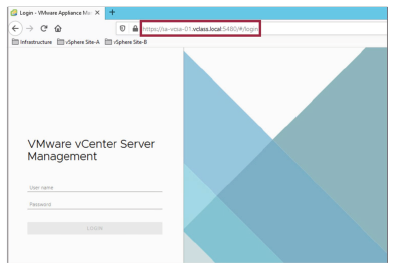 Login - VMware Appliance Ma
https://sa-vcsa-01.vclass.local:5480/#/login
Infrastructure vSphere Site-A vSphere Site-B
VMware vCenter Server
Management
User name
Password
LOGIN